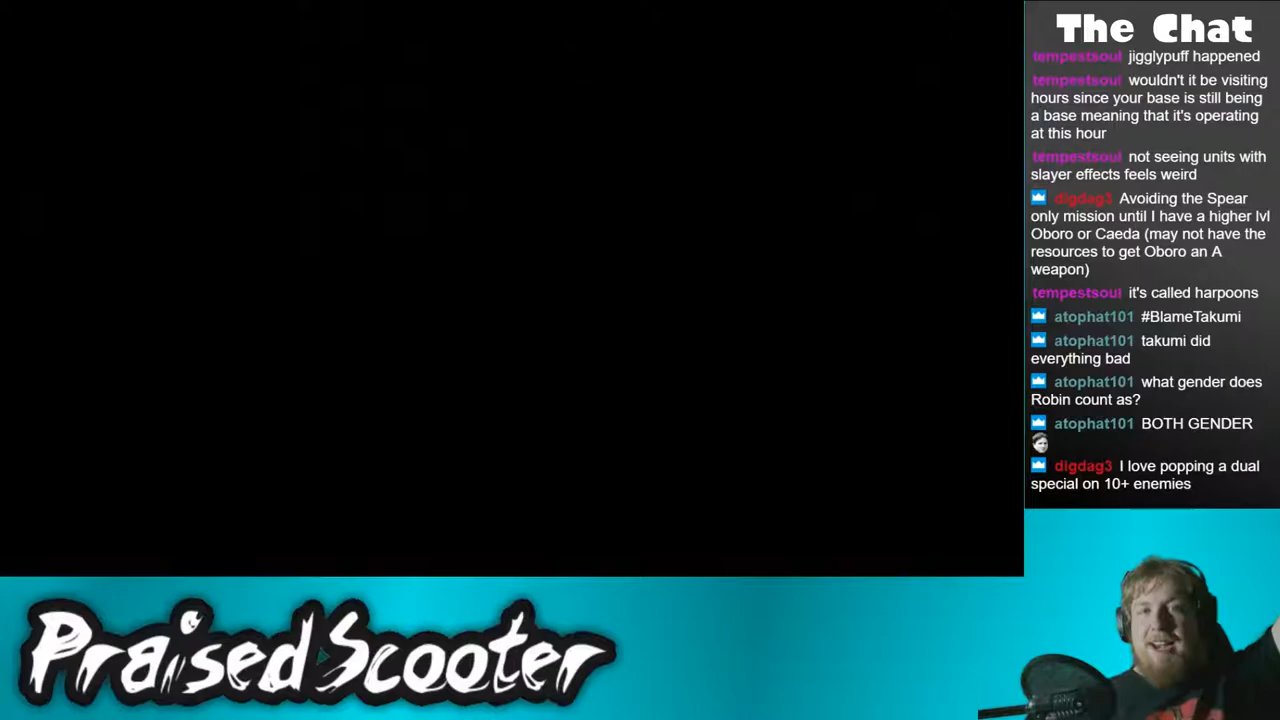 The Chat
tempestsoul jigglypuff happened
tempestsoul wouldn't it be visiting
hours since your base is still being
a base meaning that it's operating
at this hour
tempestsoul not seeing units with
slayer effects feels weird
digdag3 Avoiding the Spear
only mission until I have a higher lvl
Oboro or Caeda (may not have the
resources to get Oboro an A
weapon)
tempestsoul it's called harpoons
atophat101 #BlameTakumi
atophat101 takumi did
everything bad
atophat101 what gender does
Robin count as?
atophat101 BOTH GENDER
digdag3 I love popping a dual
special on 10+ enemies
PraisedScooter